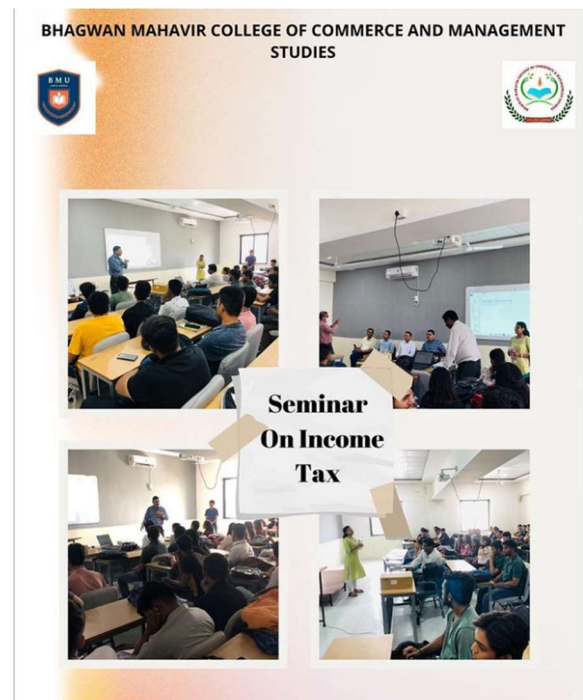 BHAGWAN MAHAVIR COLLEGE OF COMMERCE AND MANAGEMENT
STUDIES
BMU
Seminar
On Income
Tax